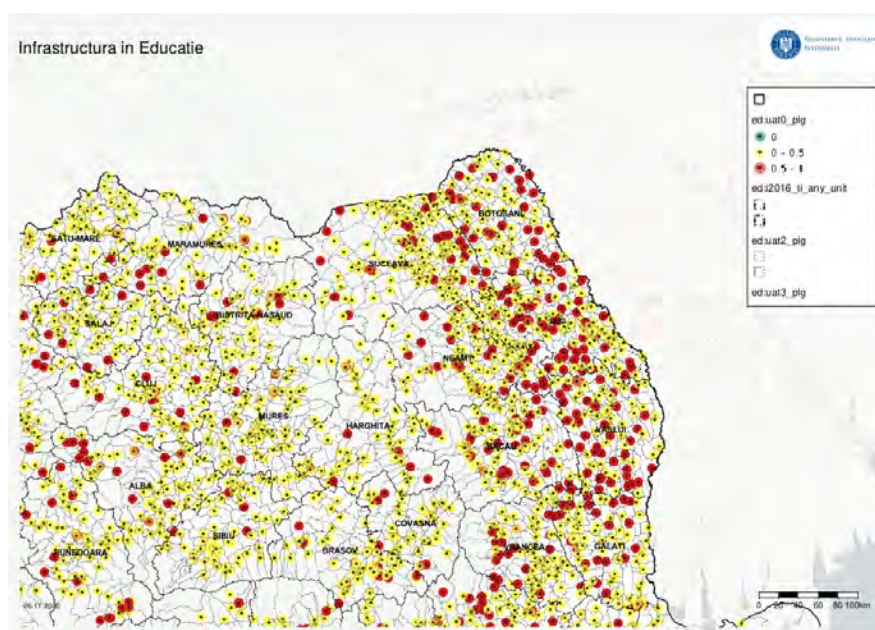 Infrastructura in Educatie
ed:uat0_plg
0
0 - 0.5
0.5 - 1
ed:i2016_ti_any_unit
ed:uat2_plg
ed:uat3_plg
BOTOSANI
SATU-MARE
MARAMURES
SUCEAVA
BISTRITA-NASAUD
SALAJ
NEAMT
CLUJ
MURES
HARGHITA
VASLUI
BACAU
ALBA
COVASNA
SIBIU
BRASOV
VRANCEA
GALATI
HUNEDOARA
0 20 40 60 80 100km